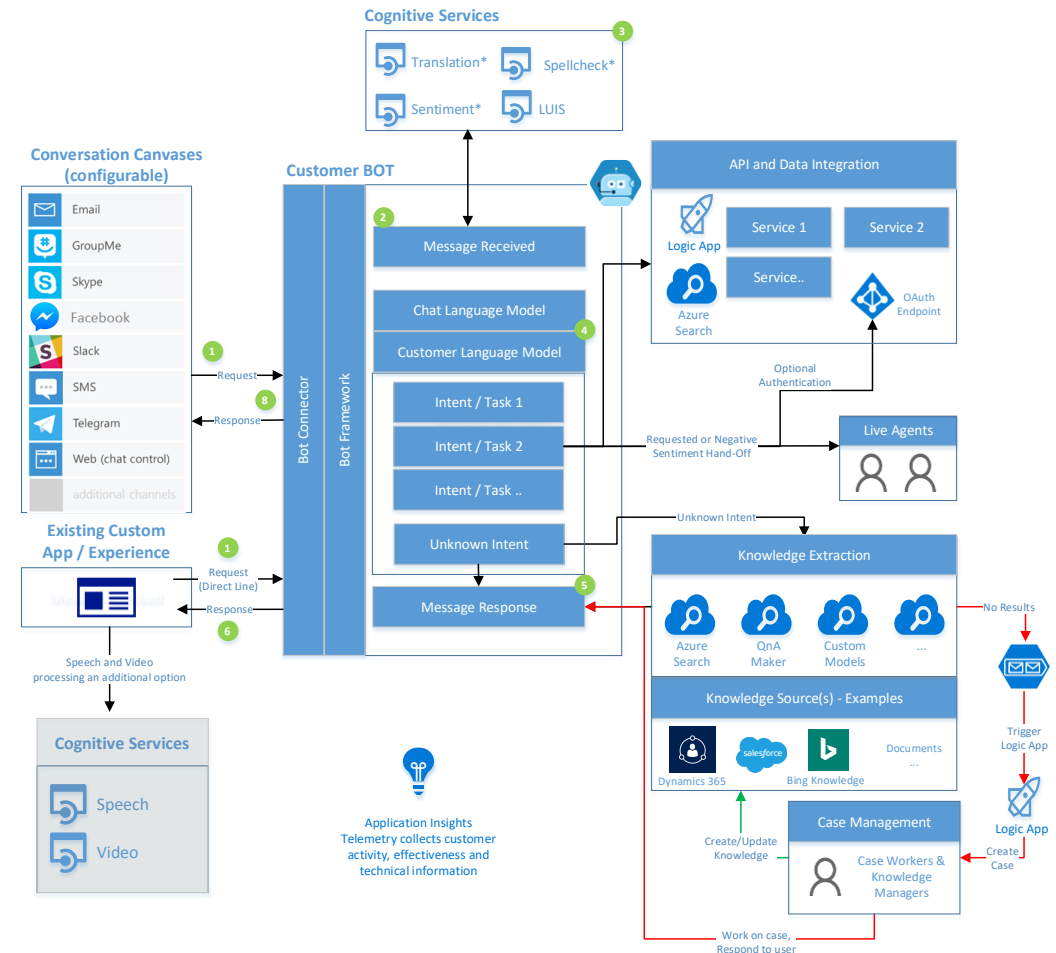 Cognitive Services
3
Translation*
Spellcheck*
Sentiment*
LUIS
Conversation Canvases
(configurable)
Email
GroupMe
Skype
Facebook
Slack
SMS
Telegram
Web (chat control)
additional channels
1
Request
8
Response
Customer BOT
Bot Connector
Bot Framework
2
Message Received
Chat Language Model
4
Customer Language Model
Intent / Task 1
Intent / Task 2
Intent / Task ..
Unknown Intent
5
Message Response
API and Data Integration
Logic App
Service 1
Service 2
Service..
Azure
Search
OAuth
Endpoint
Optional
Authentication
Requested or Negative
Sentiment Hand-Off
Live Agents
Unknown Intent
Existing Custom
App / Experience
1
Request
(Direct Line)
Response
6
Speech and Video
processing an additional option
Cognitive Services
Speech
Video
Knowledge Extraction
Azure
Search
QnA
Maker
Custom
Models
...
No Results
Knowledge Source(s) - Examples
Dynamics 365
salesforce
Bing Knowledge
Documents
...
Trigger
Logic App
Logic App
Create
Case
Create/Update
Knowledge
Case Management
Case Workers &
Knowledge
Managers
Work on case,
Respond to user
Application Insights
Telemetry collects customer
activity, effectiveness and
technical information